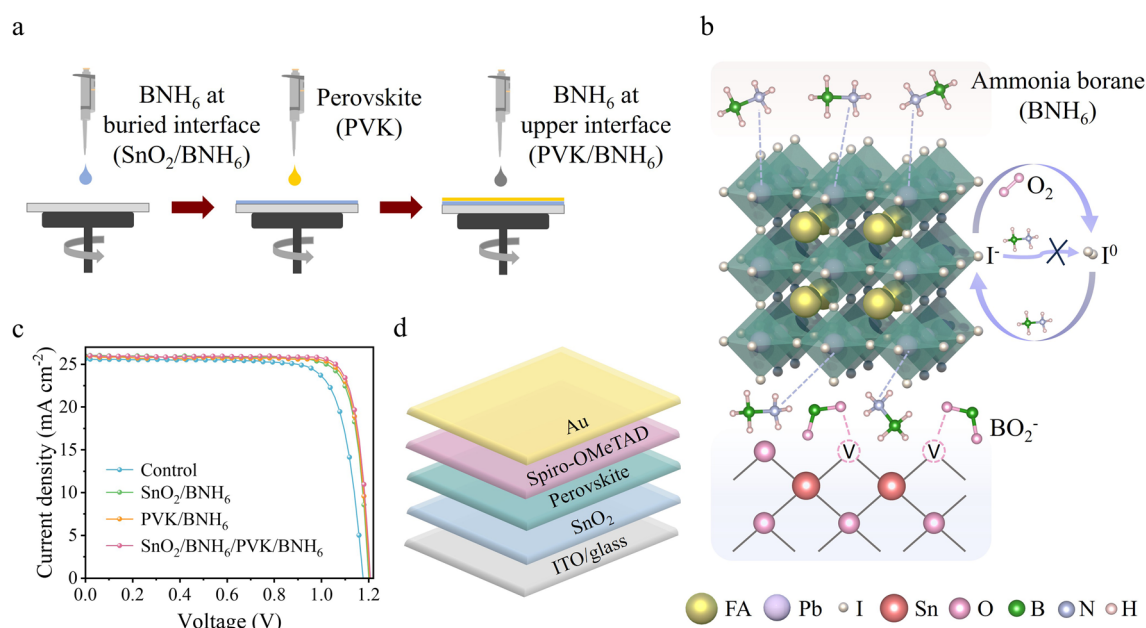 a
BNH₆ at
buried interface
(SnO₂/BNH₆)
Perovskite
(PVK)
BNH₆ at
upper interface
(PVK/BNH₆)
b
Ammonia borane
(BNH₆)
O₂
I⁻
I⁰
BO₂⁻
V
V
FA Pb I Sn O B N H
c
Current density (mA cm⁻²)
25
20
15
10
5
0
0.0 0.2 0.4 0.6 0.8 1.0 1.2
Voltage (V)
Control
SnO₂/BNH₆
PVK/BNH₆
SnO₂/BNH₆/PVK/BNH₆
d
Au
Spiro-OMeTAD
Perovskite
SnO₂
ITO/glass